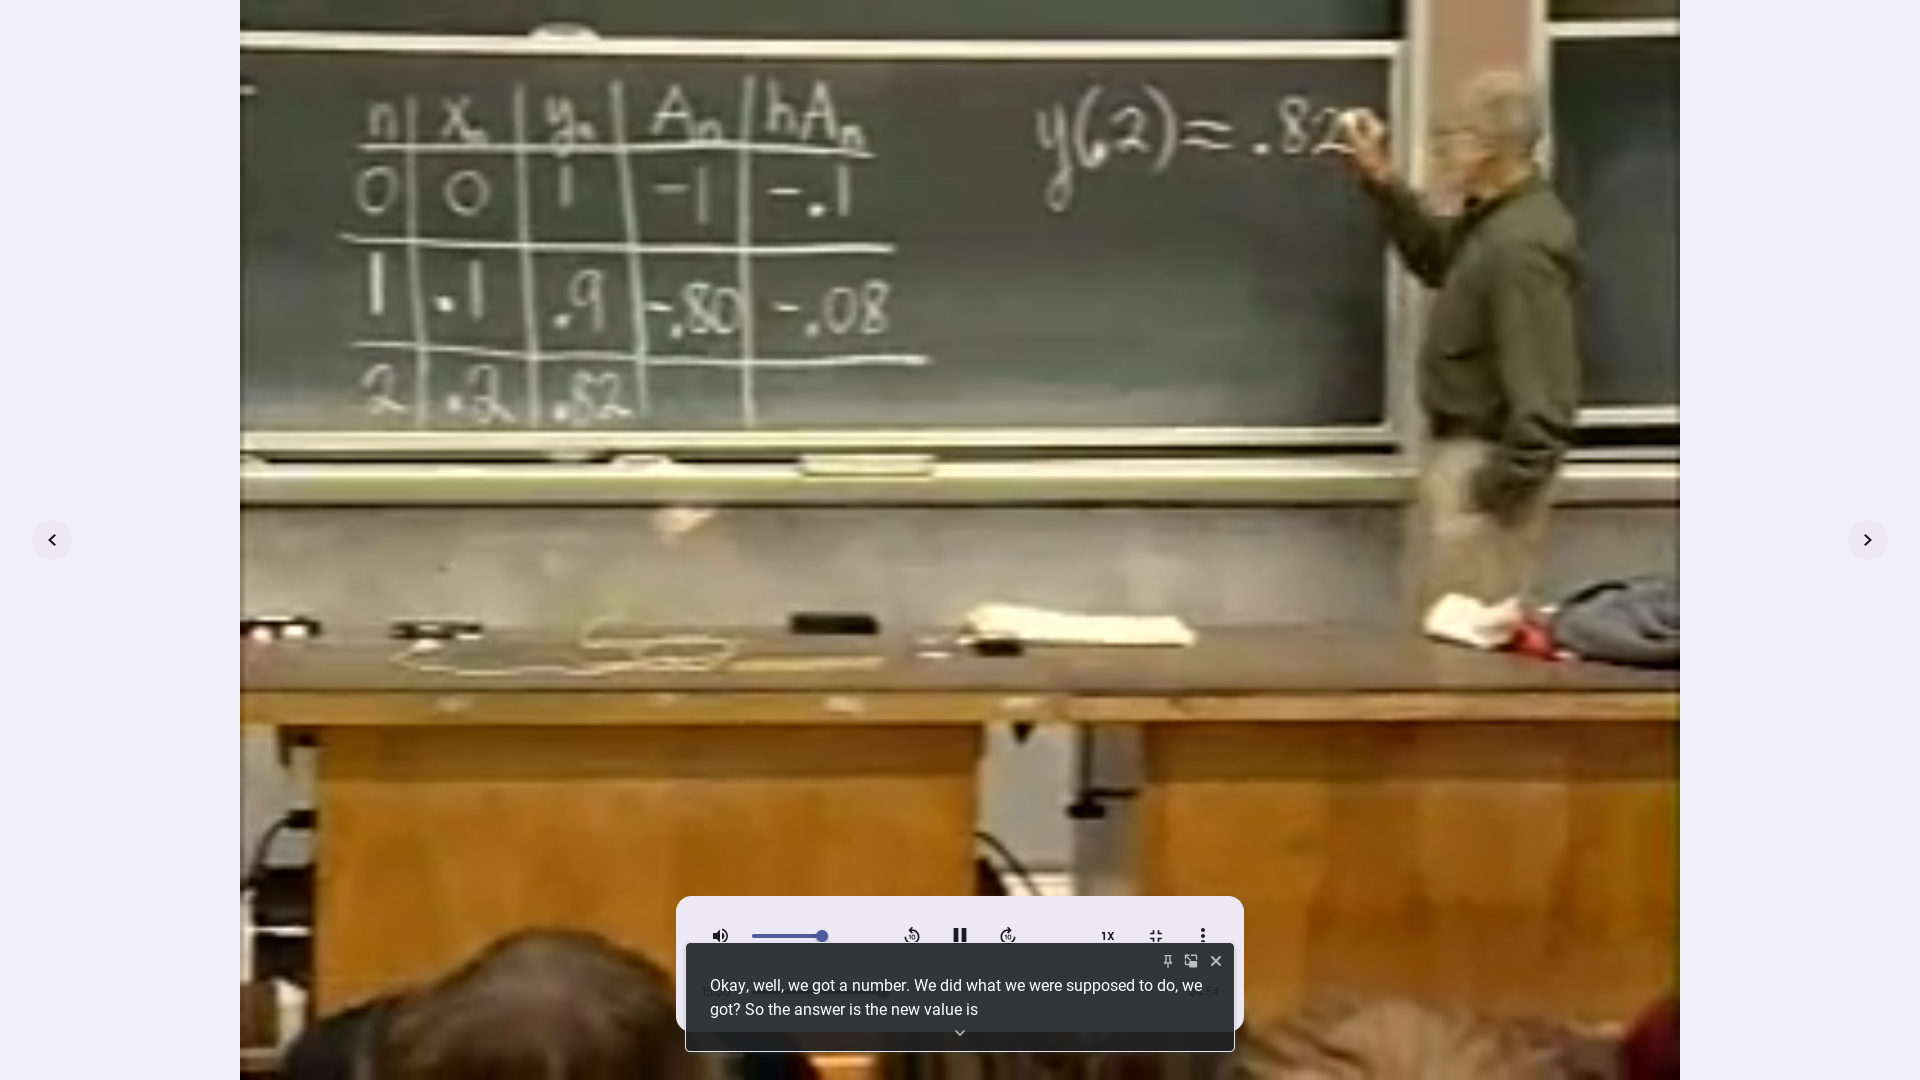 n xn yn An hAn
0 0 1 -1 -.1
1 .1 .9 -.80 -.08
2 .2 .82
y(.2) ≈ .82
1X
Okay, well, we got a number. We did what we were supposed to do, we
got? So the answer is the new value is